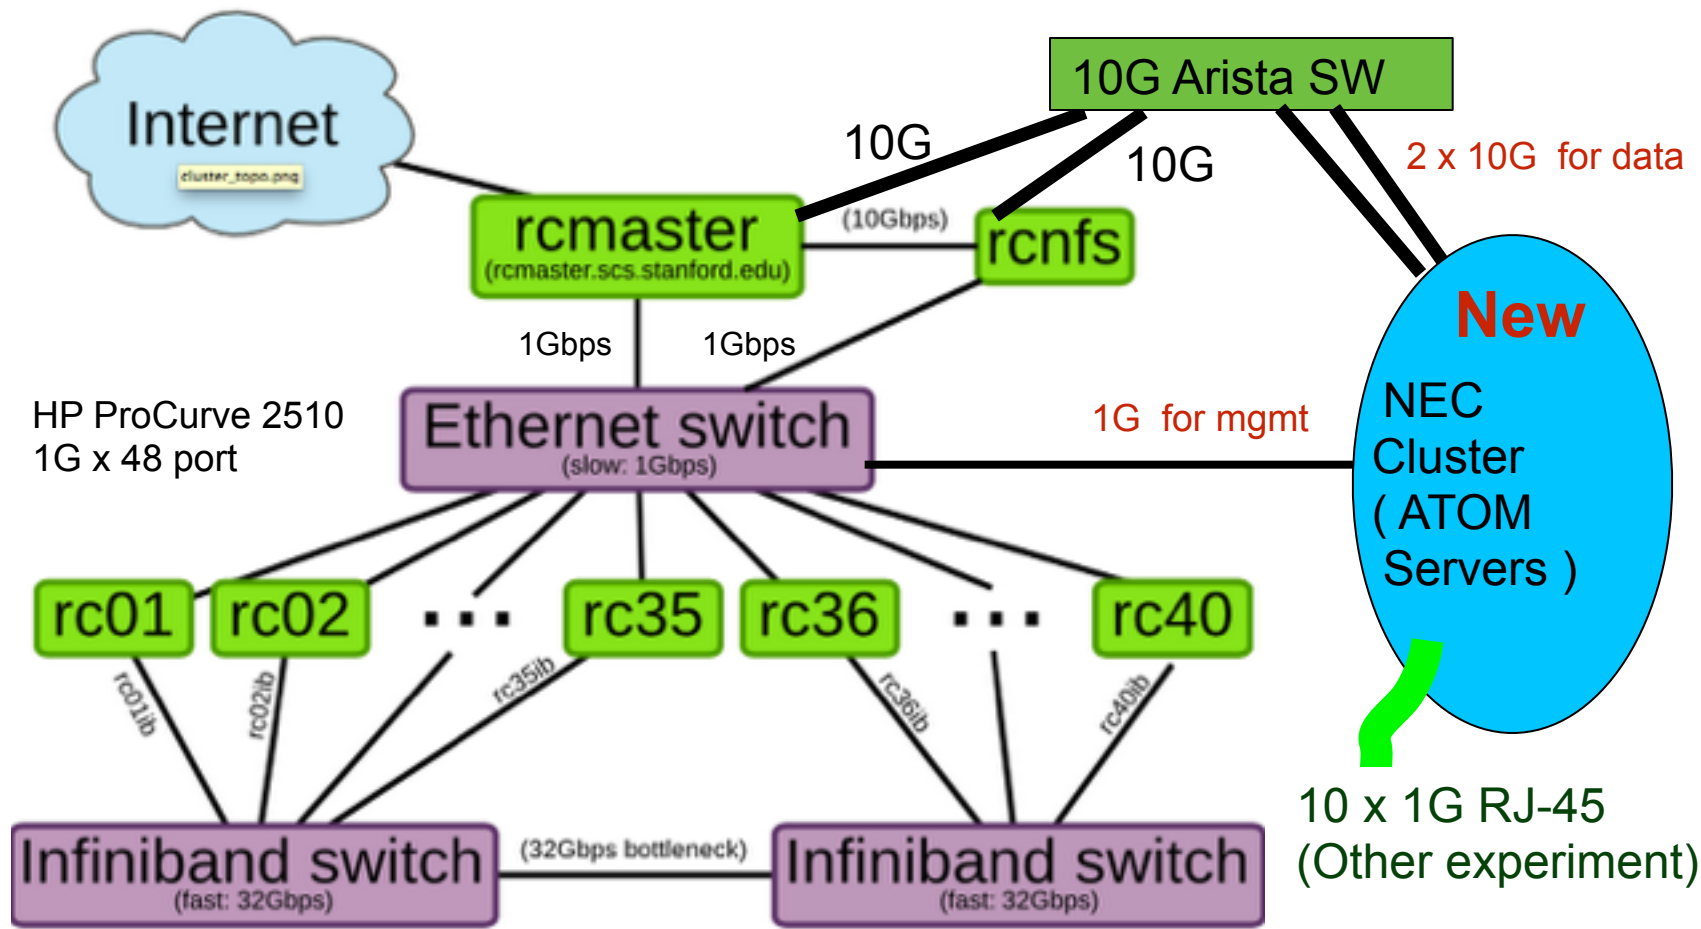 10G Arista SW
Internet
cluster_topo.png
10G
10G
2 x 10G  for data
rcmaster
(rcmaster.scs.stanford.edu)
(10Gbps)
rcnfs
New
1Gbps
1Gbps
HP ProCurve 2510
1G x 48 port
Ethernet switch
(slow: 1Gbps)
1G  for mgmt
NEC
Cluster
( ATOM
Servers )
rc01
rc02
...
rc35
rc36
...
rc40
rc01ib
rc02ib
rc35ib
rc36ib
rc40ib
10 x 1G RJ-45
(Other experiment)
Infiniband switch
(fast: 32Gbps)
(32Gbps bottleneck)
Infiniband switch
(fast: 32Gbps)